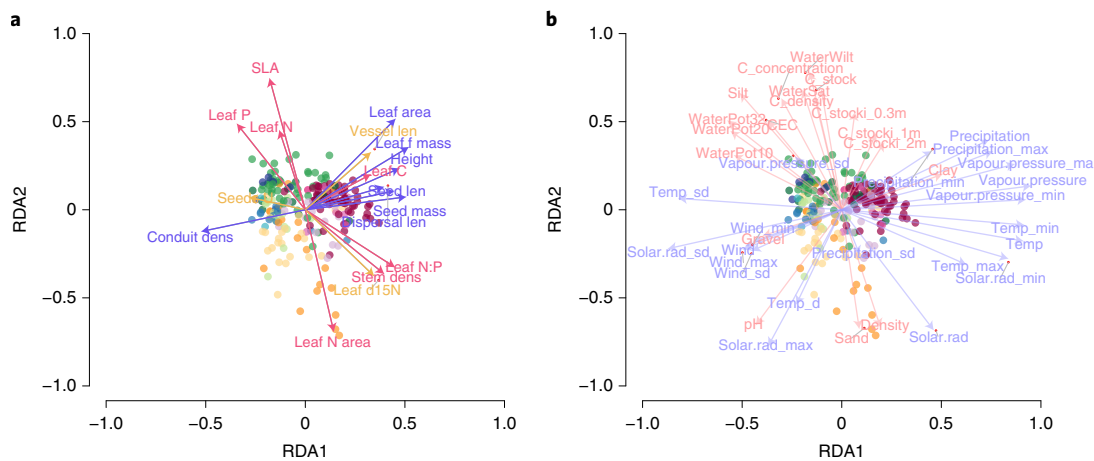 a
1.0
0.5
0
−0.5
−1.0
RDA2
−1.0
−0.5
0
0.5
1.0
RDA1
SLA
Leaf P
Leaf N
Leaf area
Vessel len
Leaf f mass
Height
Leaf C
Seed len
Seed mass
Dispersal len
Conduit dens
Leaf N:P
Stem dens
Leaf d15N
Leaf N area
b
1.0
0.5
0
−0.5
−1.0
RDA2
−1.0
−0.5
0
0.5
1.0
RDA1
WaterWilt
C_concentration
C_stock
Silt
WaterSat
C_density
C_stocki_0.3m
WaterPot32
CEC
WaterPot20
C_stocki_1m
C_stocki_2m
Precipitation
Precipitation_max
WaterPot10
Vapour.pressure_sd
Vapour.pressure_ma
Clay
Precipitation_min
Vapour.pressure
Temp_sd
Vapour.pressure_min
Wind_min
Temp_min
Gravel
Temp
Solar.rad_sd
Wind
Precipitation_sd
Wind_max
Temp_max
Wind_sd
Solar.rad_min
Temp_d
pH
Density
Sand
Solar.rad
Solar.rad_max